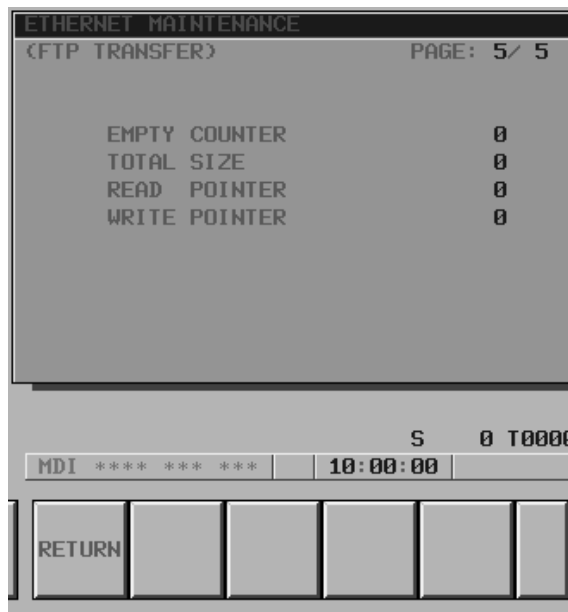 ETHERNET MAINTENANCE
(FTP TRANSFER) PAGE: 5/ 5
EMPTY COUNTER 0
TOTAL SIZE 0
READ POINTER 0
WRITE POINTER 0
S 0 T0000
MDI **** *** *** 10:00:00
RETURN